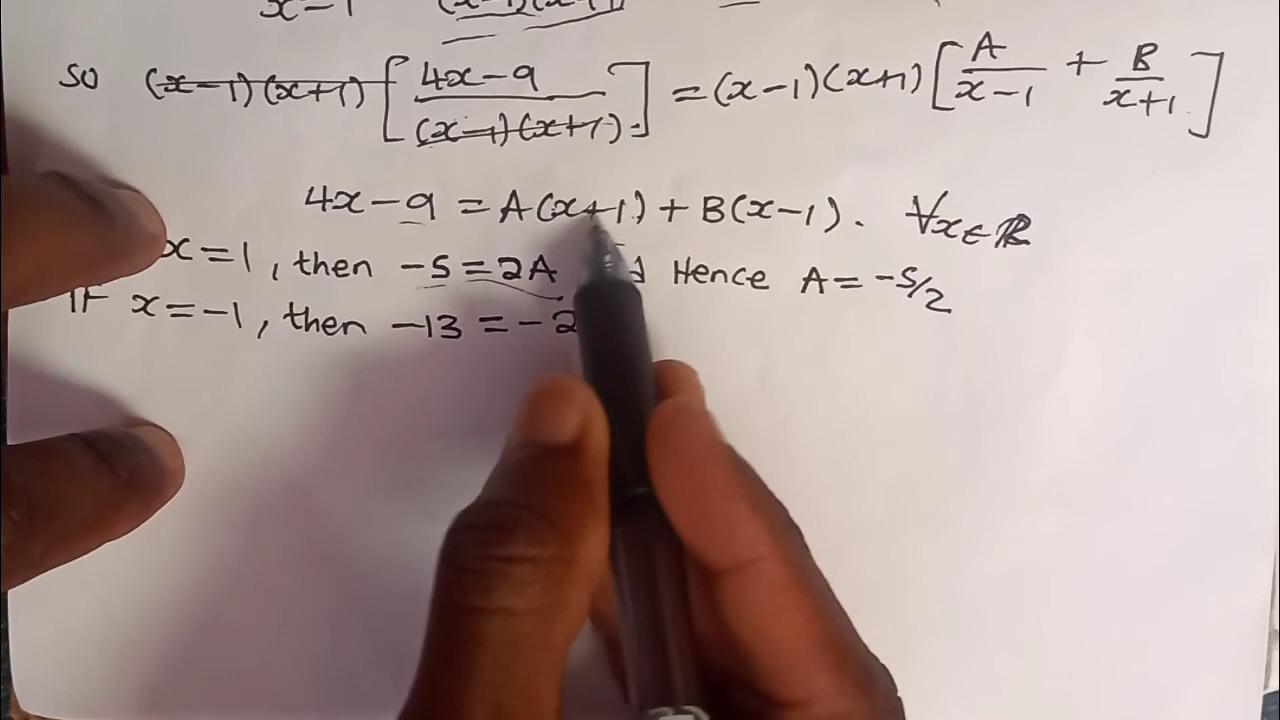 so (x-1)(x+1) [ 4x-9 / (x-1)(x+1) ] = (x-1)(x+1) [ A/x-1 + B/x+1 ]
4x-9 = A(x+1) + B(x-1). ∀x∈ℝ
x=1, then -5=2A Hence A=-5/2
If x=-1, then -13=-2